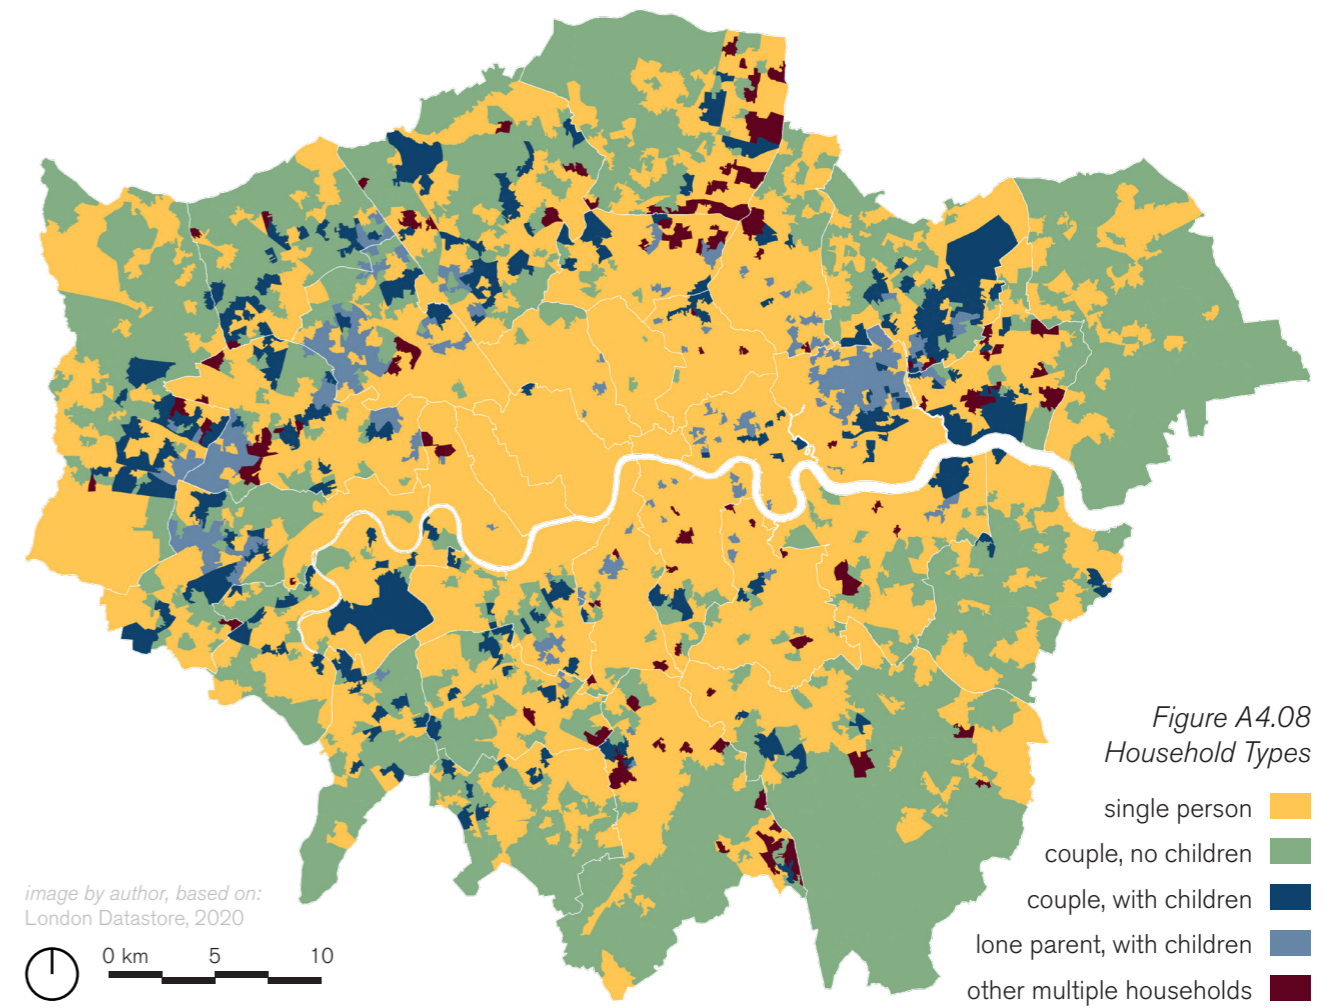 Figure A4.08
Household Types
single person
couple, no children
couple, with children
lone parent, with children
other multiple households
image by author, based on:
London Datastore, 2020
0 km 5 10